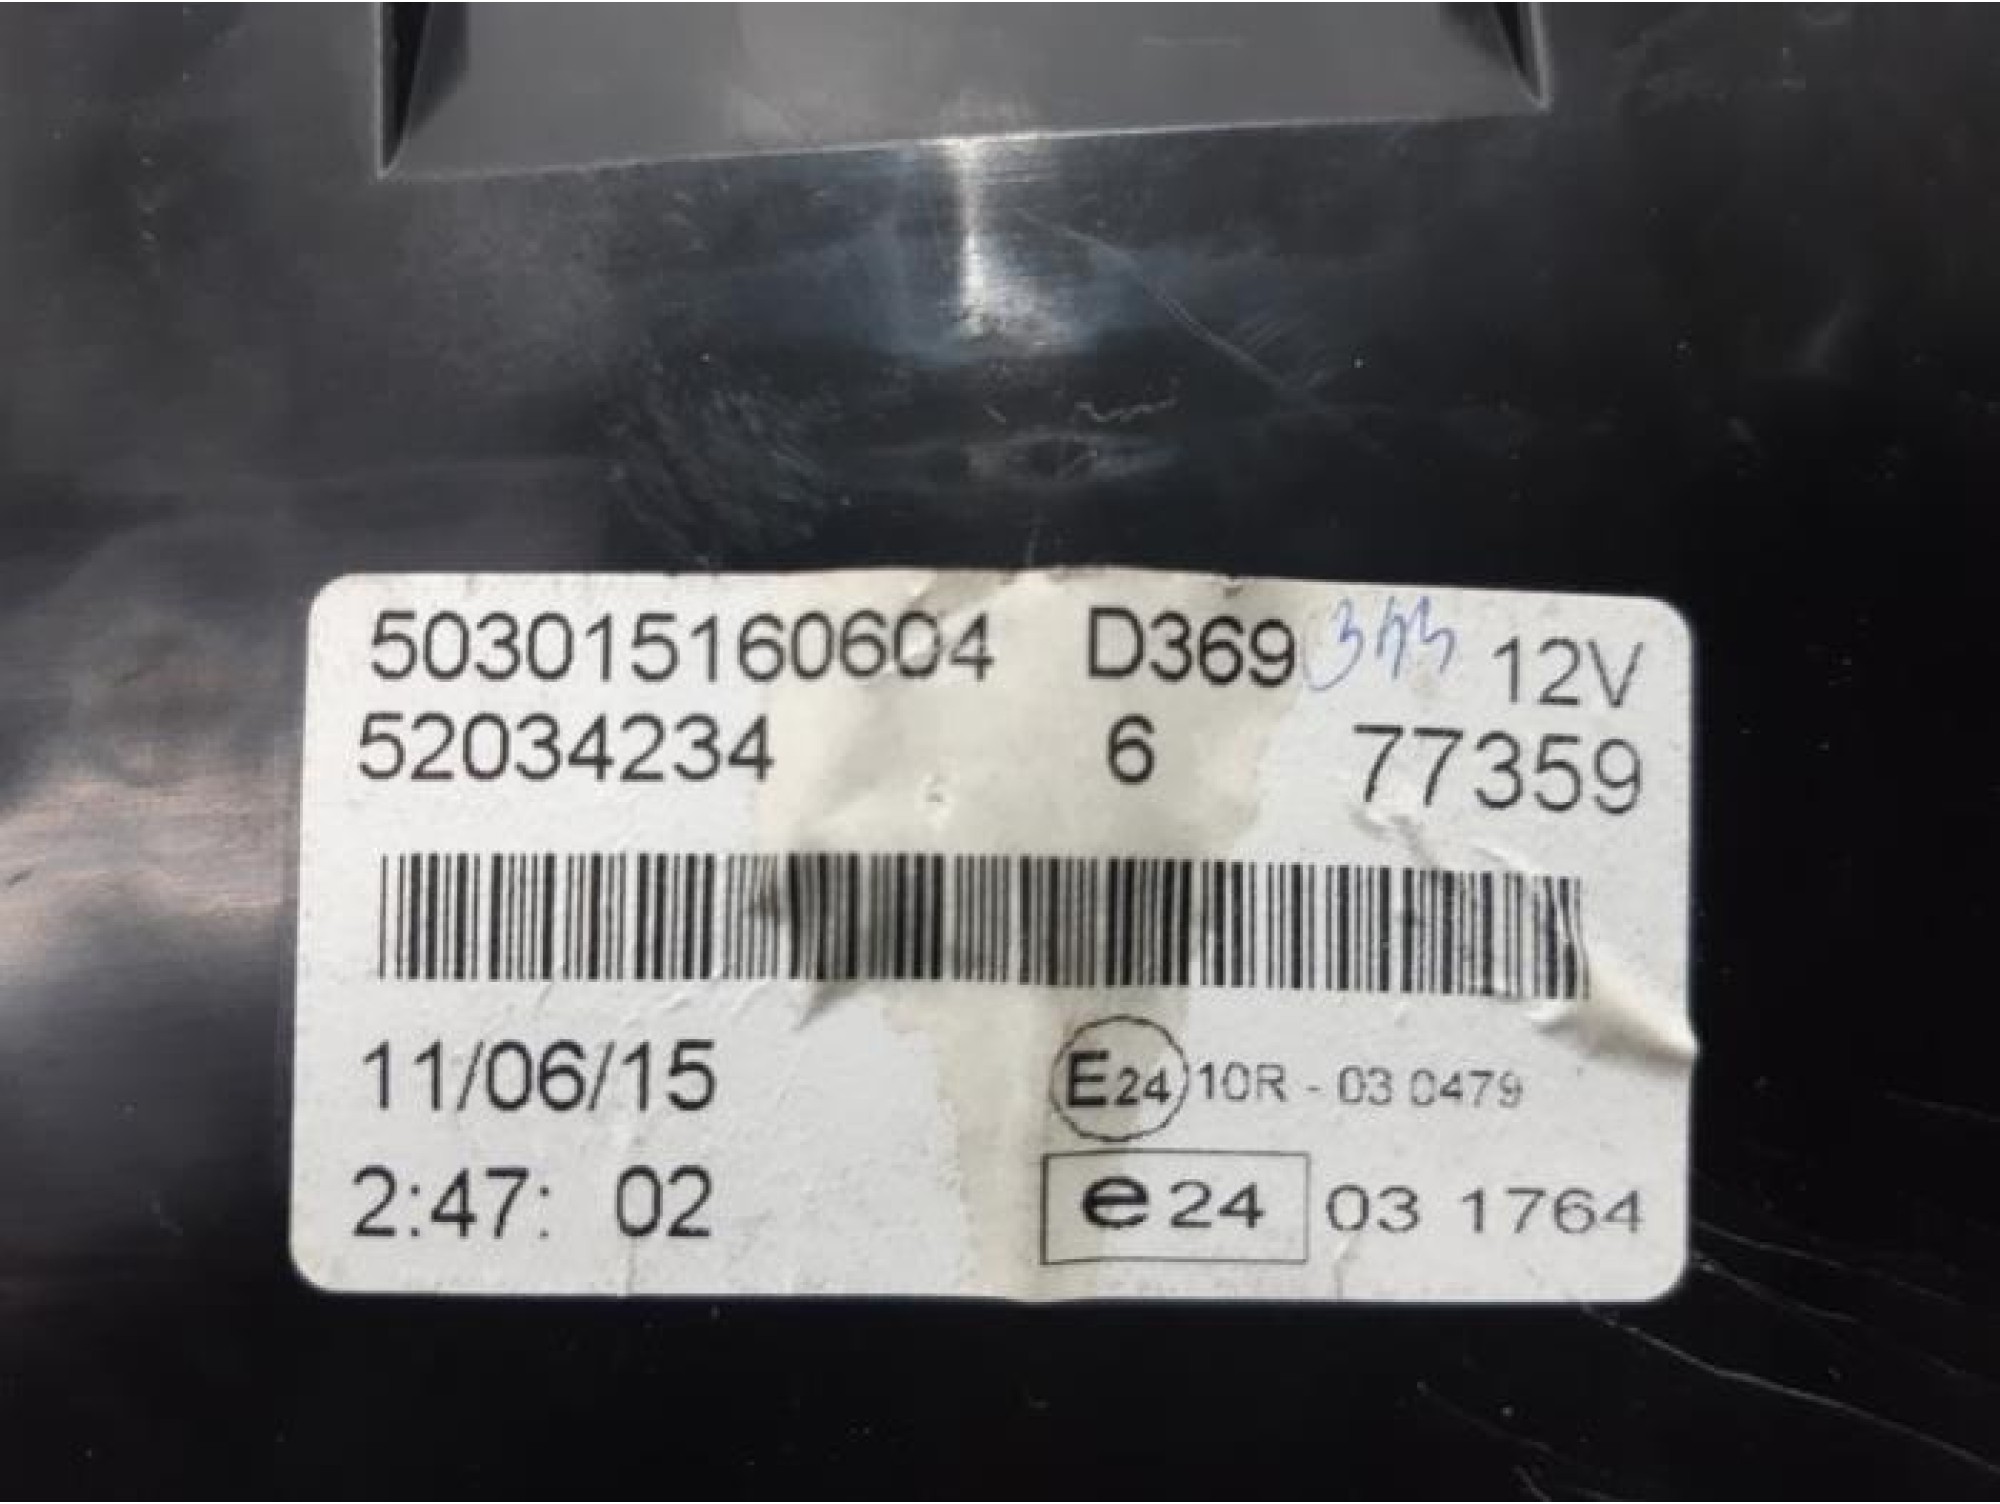 503015160604 D369 12V
52034234 6 77359
11/06/15 E24 10R - 03 0479
2:47: 02 e24 03 1764